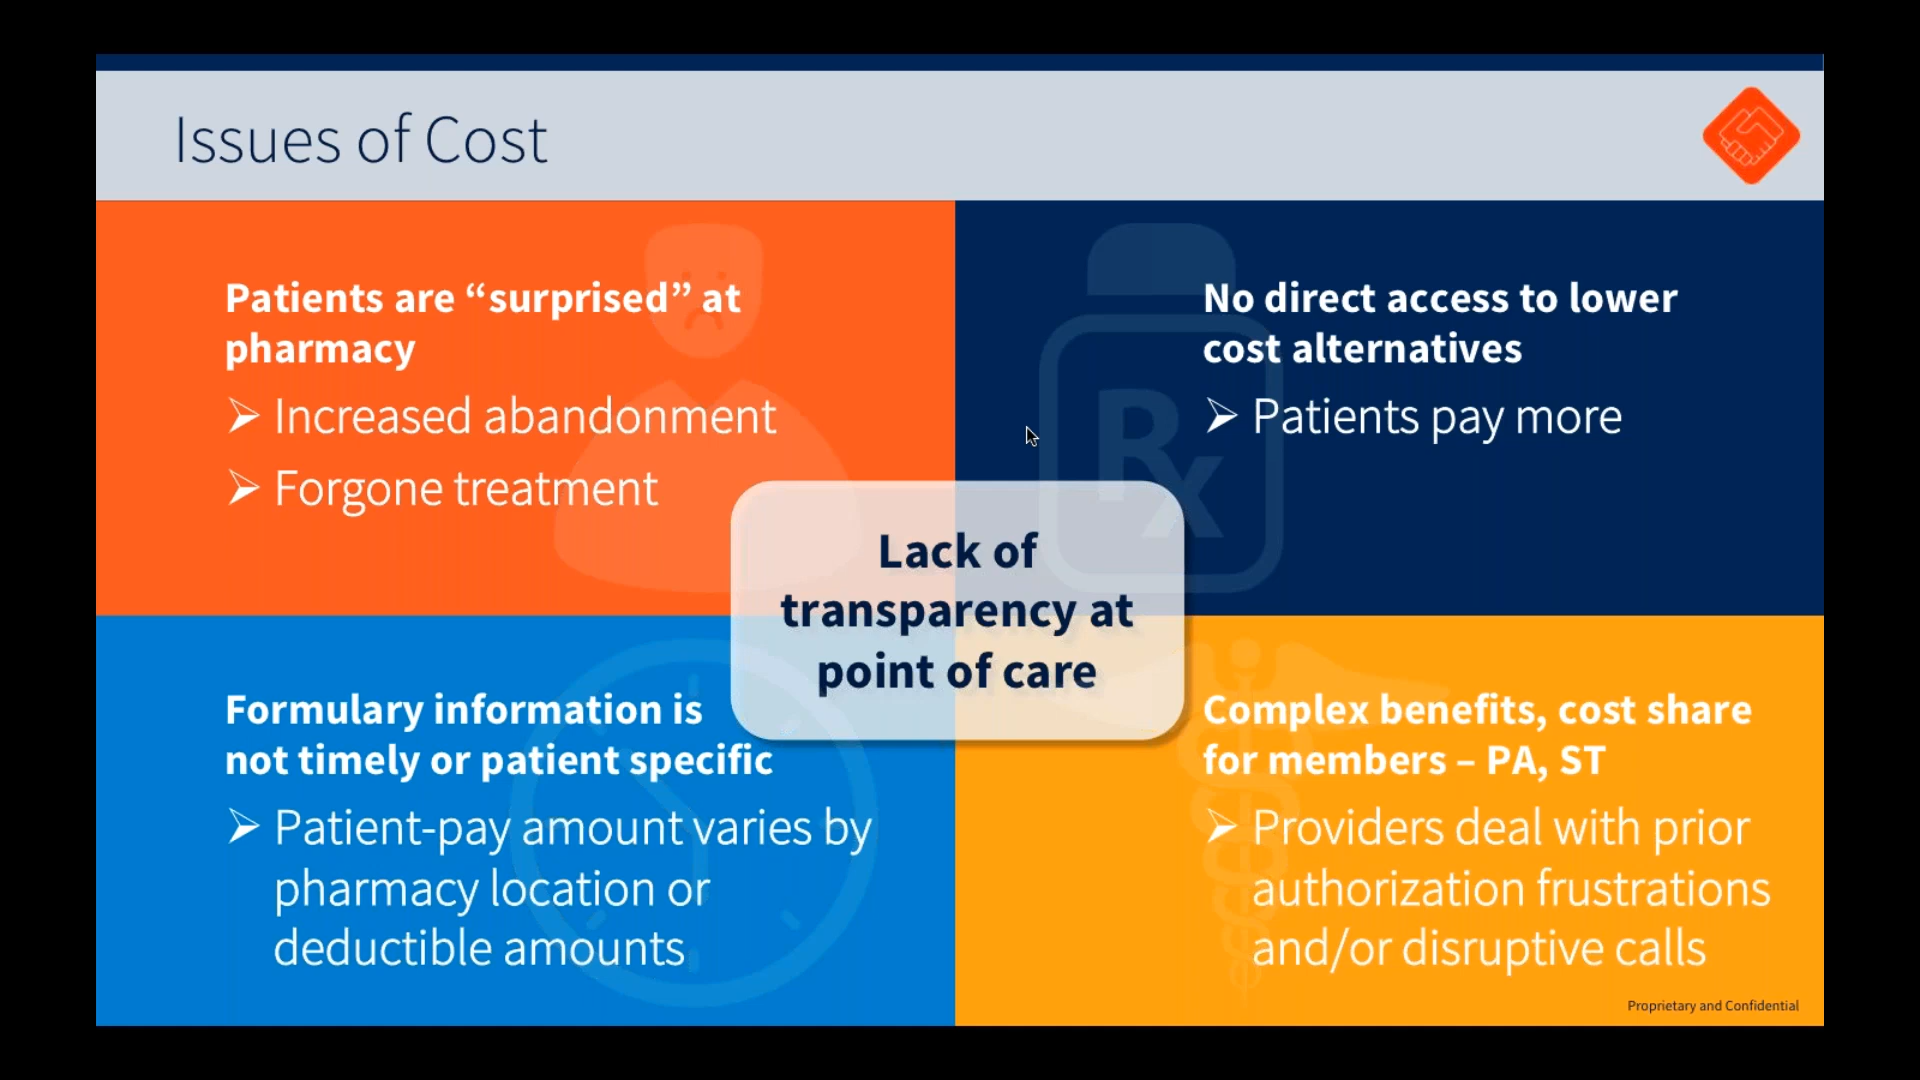 Issues of Cost
Patients are “surprised” at
pharmacy
➢ Increased abandonment
➢ Forgone treatment
No direct access to lower
cost alternatives
➢ Patients pay more
Rx
Lack of
transparency at
point of care
Formulary information is
not timely or patient specific
➢ Patient-pay amount varies by
pharmacy location or
deductible amounts
Complex benefits, cost share
for members – PA, ST
➢ Providers deal with prior
authorization frustrations
and/or disruptive calls
Proprietary and Confidential